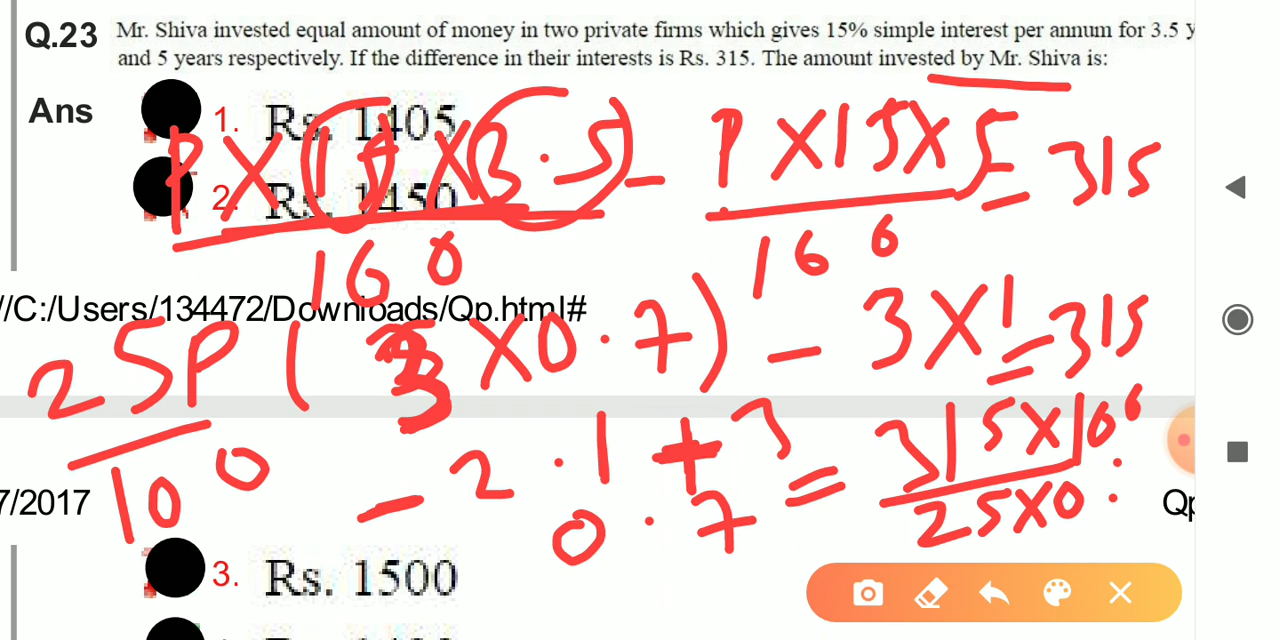 Q.23 Mr. Shiva invested equal amount of money in two private firms which gives 15% simple interest per annum for 3.5 y
and 5 years respectively. If the difference in their interests is Rs. 315. The amount invested by Mr. Shiva is:
Ans
1. Rs. 1405
2. Rs. 1450
P X 15 X 3.5 - P X 15 X 5 = 315
100 100
//C:/Users/134472/Downloads/Qp.html#
25P ( 3 X 0.7) - 3 X 1 = 315
100
- 2.1 + 3 = 315 X 100
0.7 25 X 0.
7/2017 Qp
3. Rs. 1500